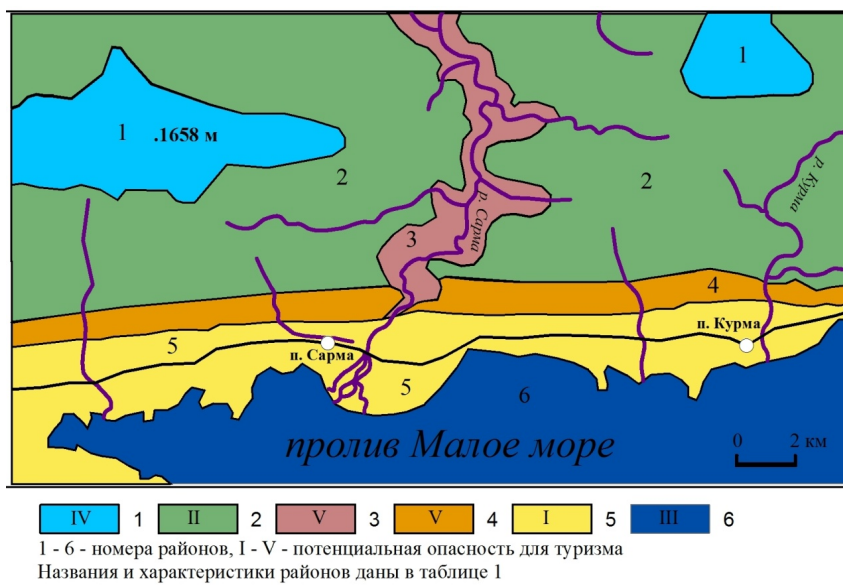 1
1 .1658 м
2
2
р. Курма
р. Сарма
3
4
п. Курма
5
п. Сарма
5
6
0 2 км
пролив Малое море
IV 1 II 2 V 3 V 4 I 5 III 6
1 - 6 - номера районов, I - V - потенциальная опасность для туризма
Названия и характеристики районов даны в таблице 1